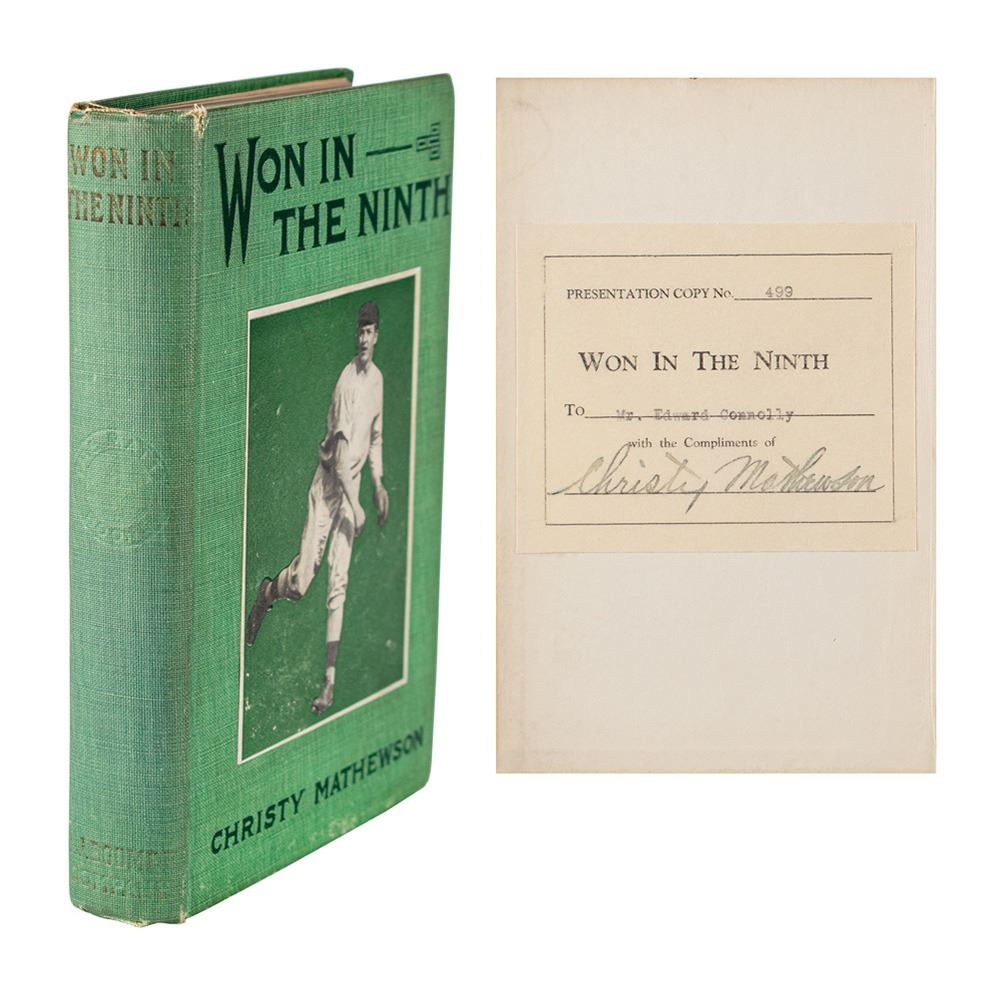 WON IN
THE NINTH
WON IN
THE NINTH
CHRISTY MATHEWSON
PRESENTATION COPY No. 499
WON IN THE NINTH
To Mr. Edward Connolly
with the Compliments of
Christy Mathewson